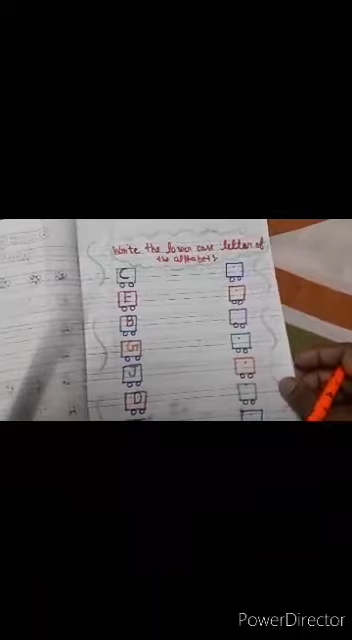 Write the lower case letter of
the alphabets
C
E
B
G
J
D
PowerDirector